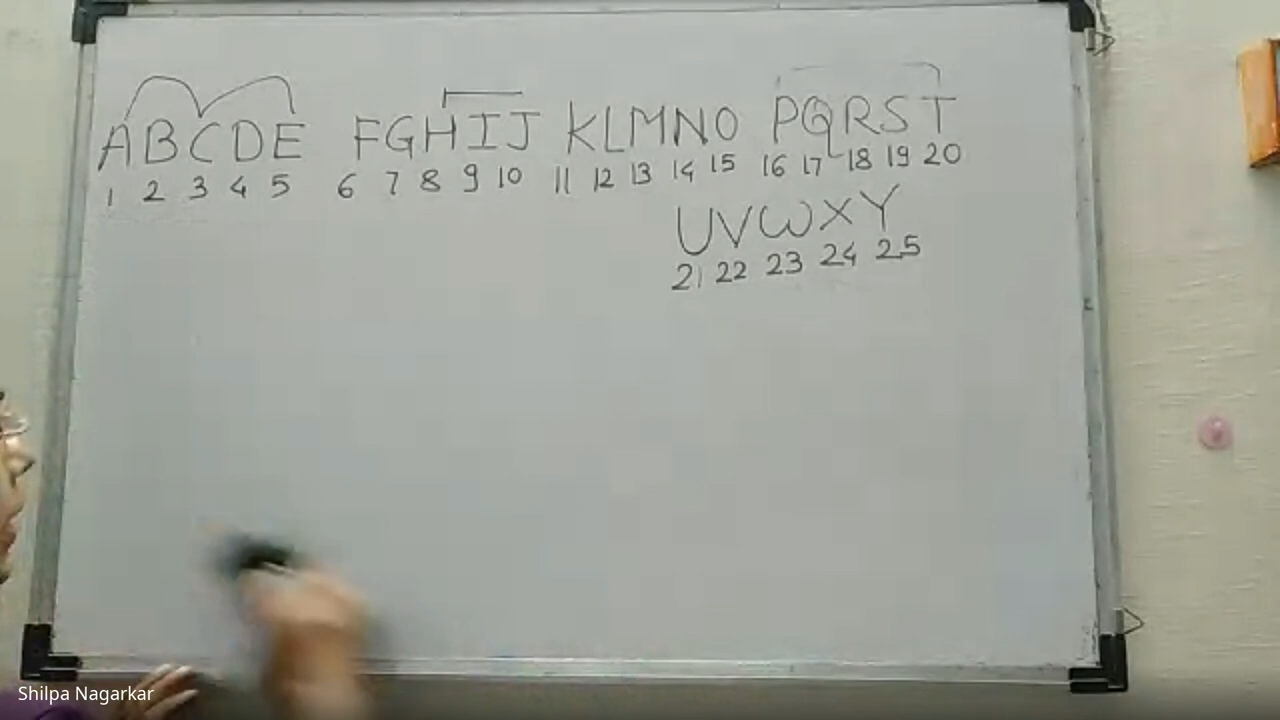 ABCDE FGHIJ KLMNO PQRST
1 2 3 4 5 6 7 8 9 10 11 12 13 14 15 16 17 18 19 20
UVWXY
21 22 23 24 25
Shilpa Nagarkar